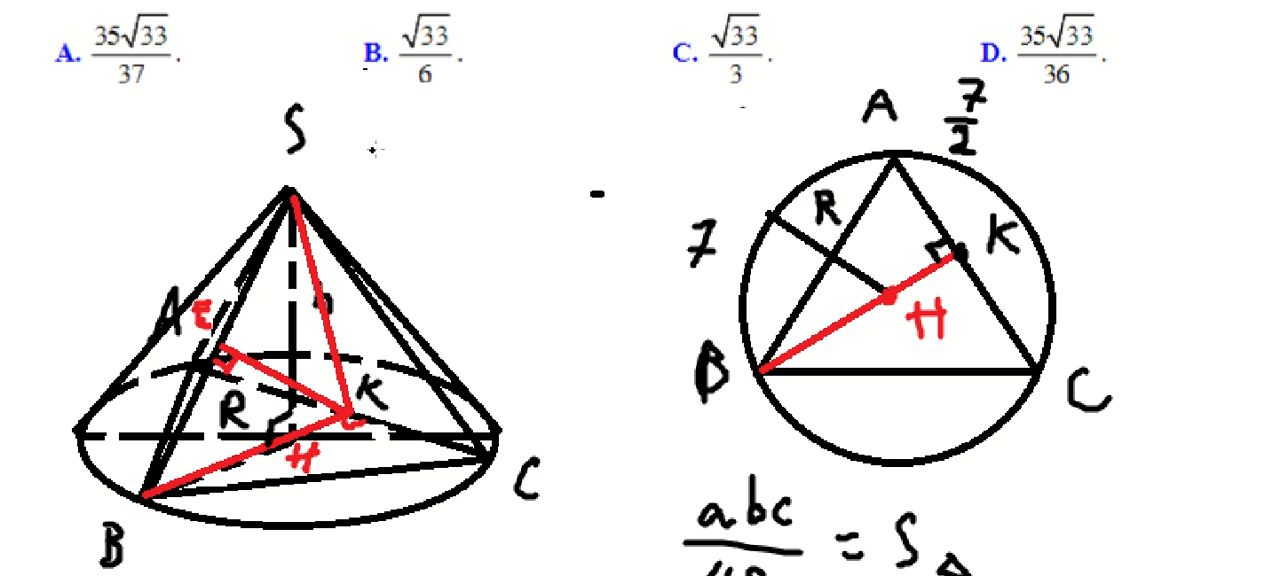 A. 35√33/37. B. √33/6. C. √33/3. D. 35√33/36.
S
A E
R K
H
B C
A 7/2
7 R K
H
B C
abc = S△